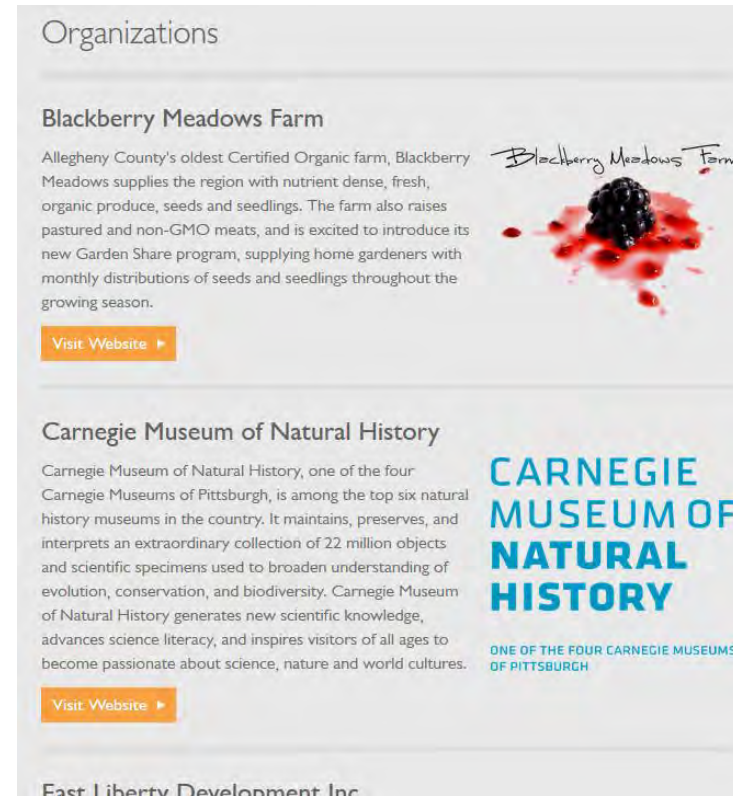 Organizations
Blackberry Meadows Farm
Allegheny County's oldest Certified Organic farm, Blackberry
Meadows supplies the region with nutrient dense, fresh,
organic produce, seeds and seedlings. The farm also raises
pastured and non-GMO meats, and is excited to introduce its
new Garden Share program, supplying home gardeners with
monthly distributions of seeds and seedlings throughout the
growing season.
Visit Website
Blackberry Meadows Farm
Carnegie Museum of Natural History
Carnegie Museum of Natural History, one of the four
Carnegie Museums of Pittsburgh, is among the top six natural
history museums in the country. It maintains, preserves, and
interprets an extraordinary collection of 22 million objects
and scientific specimens used to broaden understanding of
evolution, conservation, and biodiversity. Carnegie Museum
of Natural History generates new scientific knowledge,
advances science literacy, and inspires visitors of all ages to
become passionate about science, nature and world cultures.
Visit Website
CARNEGIE
MUSEUM OF
NATURAL
HISTORY
ONE OF THE FOUR CARNEGIE MUSEUMS
OF PITTSBURGH
East Liberty Development Inc